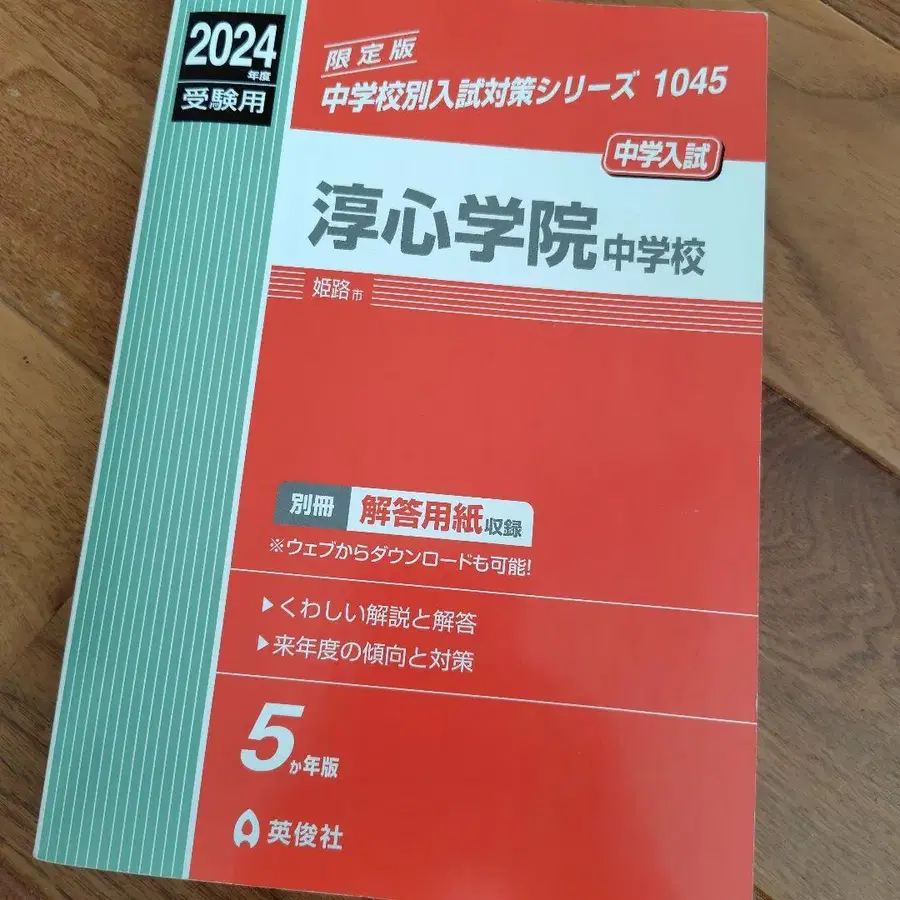 2024
年度
受験用
限定版
中学校別入試対策シリーズ 1045
中学入試
淳心学院中学校
姫路市
別冊 解答用紙収録
※ウェブからダウンロードも可能!
▶くわしい解説と解答
▶来年度の傾向と対策
5か年版
英俊社